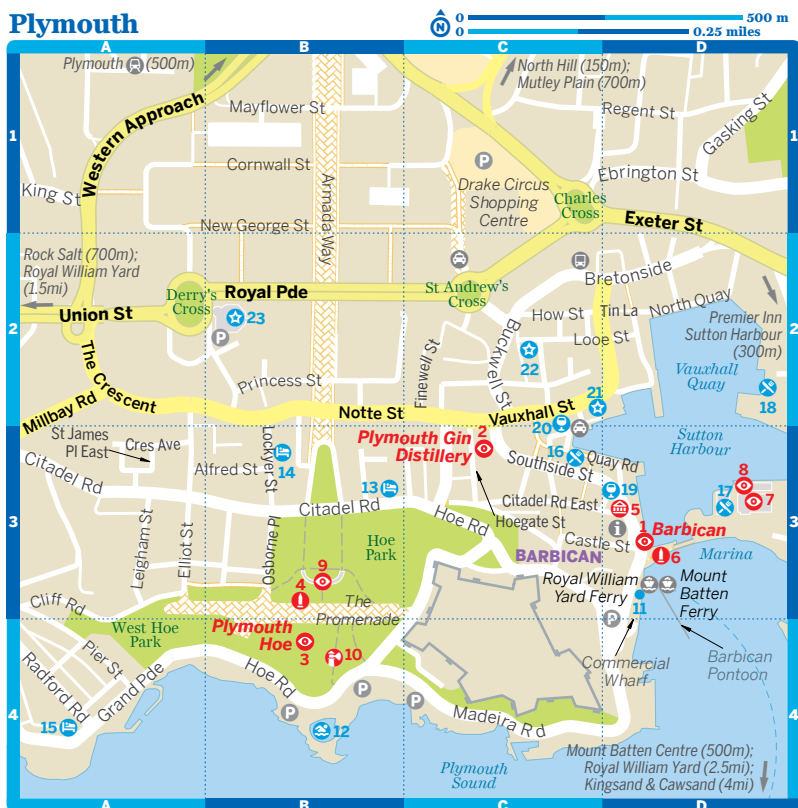 Plymouth
N
0 500 m
0 0.25 miles
A B C D
Plymouth (500m)
North Hill (150m);
Mutley Plain (700m)
Mayflower St
Regent St
Gasking St
1 1
Western Approach
Cornwall St
P
Drake Circus
Shopping
Centre
Ebrington St
King St
Armada Way
Charles
Cross
New George St
Exeter St
Rock Salt (700m);
Royal William Yard
(1.5mi)
Bretonside
Derry's
Cross
Royal Pde
St Andrew's
Cross
Union St
23
How St
Tin La
North Quay
2 2
P
Premier Inn
Sutton Harbour
(300m)
Looe St
Buckwell St
22
Finewell St
The Crescent
Princess St
Vauxhall
Quay
18
Millbay Rd
Notte St
Vauxhall St
21
20
St James
Pl East
Cres Ave
Lockyer St
Plymouth Gin
Distillery
2
Sutton
Harbour
14
16
Quay Rd
Southside St
Citadel Rd
Alfred St
13
19
8
17
7
Citadel Rd
Citadel Rd East
5
Hoegate St
3 3
Hoe Rd
Castle St
1
Barbican
Leigham St
Elliot St
Osborne Pl
Hoe
Park
BARBICAN
6
Marina
9
4
Royal William
Yard Ferry
Mount
Batten
Ferry
11
The
Promenade
Cliff Rd
West Hoe
Park
Plymouth
Hoe
3
10
P
Commercial
Wharf
Barbican
Pontoon
Pier St
Radford Rd
Grand Pde
Hoe Rd
P
P
P
Madeira Rd
4 4
15
12
Mount Batten Centre (500m);
Royal William Yard (2.5mi);
Kingsand & Cawsand (4mi)
Plymouth
Sound
A B C D